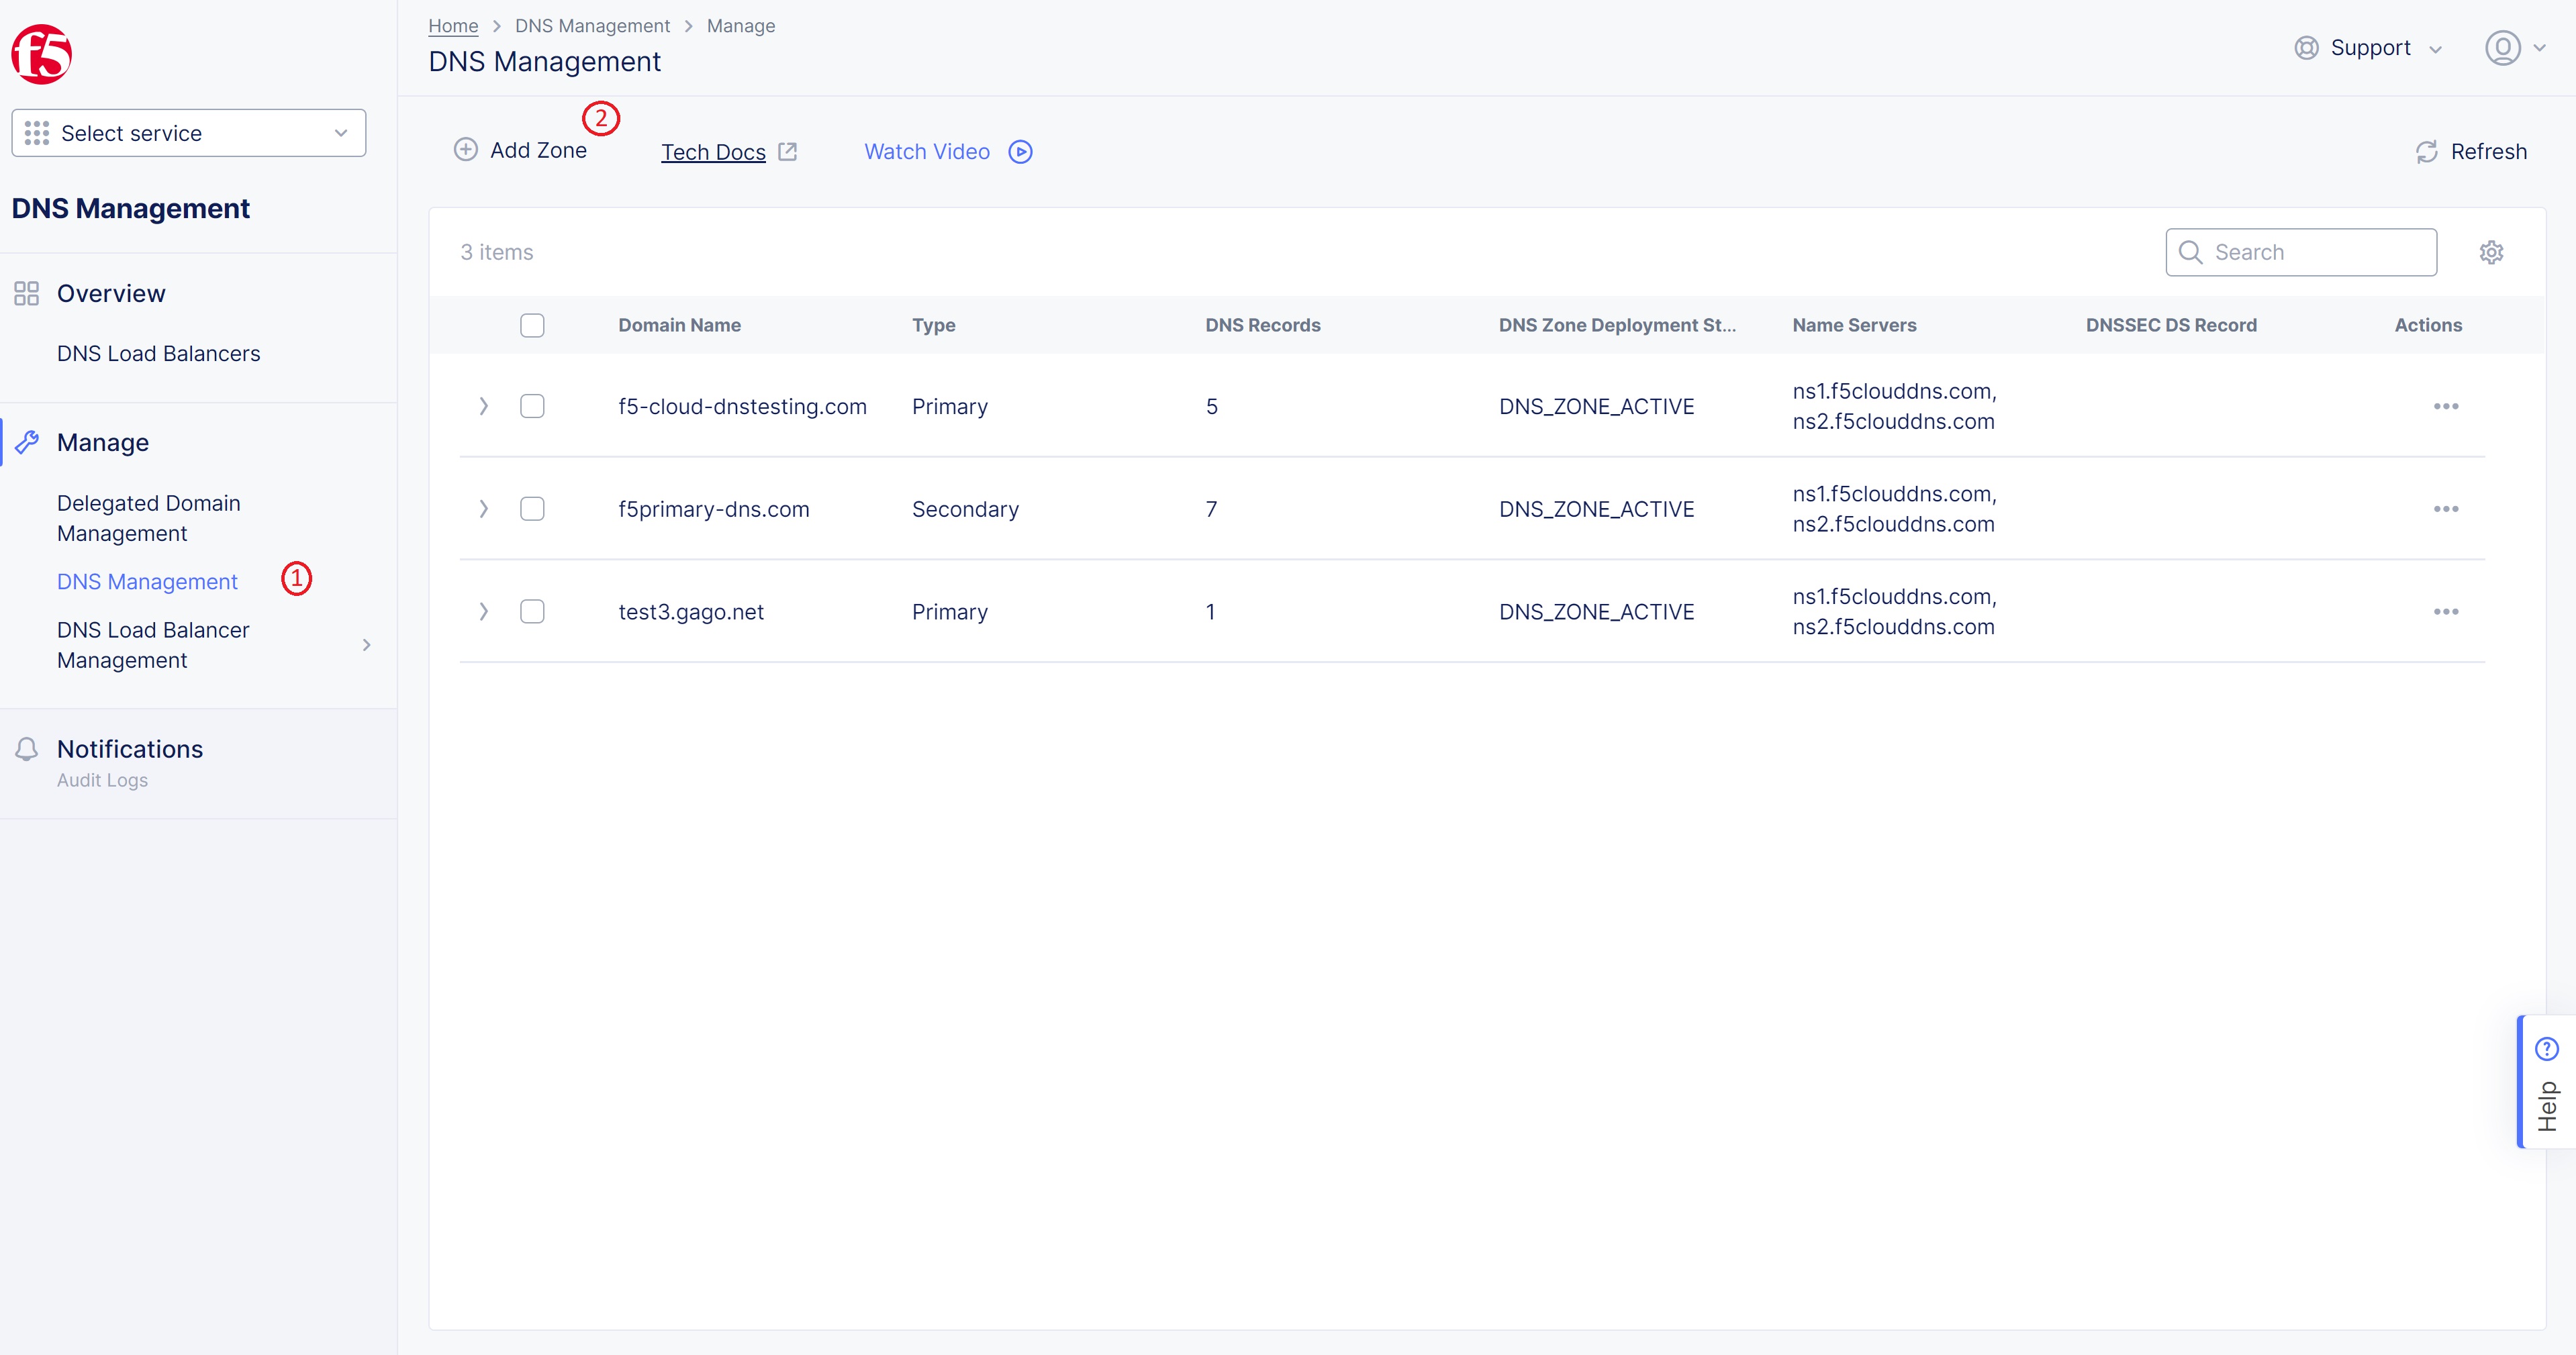 f5
Select service
DNS Management
Overview
DNS Load Balancers
Manage
Delegated Domain
Management
DNS Management
1
DNS Load Balancer
Management
Notifications
Audit Logs
Home > DNS Management > Manage
DNS Management
Support
2
Add Zone Tech Docs Watch Video Refresh
3 items Search
Domain Name Type DNS Records DNS Zone Deployment St... Name Servers DNSSEC DS Record Actions
f5-cloud-dnstesting.com Primary 5 DNS_ZONE_ACTIVE ns1.f5clouddns.com,
ns2.f5clouddns.com
f5primary-dns.com Secondary 7 DNS_ZONE_ACTIVE ns1.f5clouddns.com,
ns2.f5clouddns.com
test3.gago.net Primary 1 DNS_ZONE_ACTIVE ns1.f5clouddns.com,
ns2.f5clouddns.com
Help